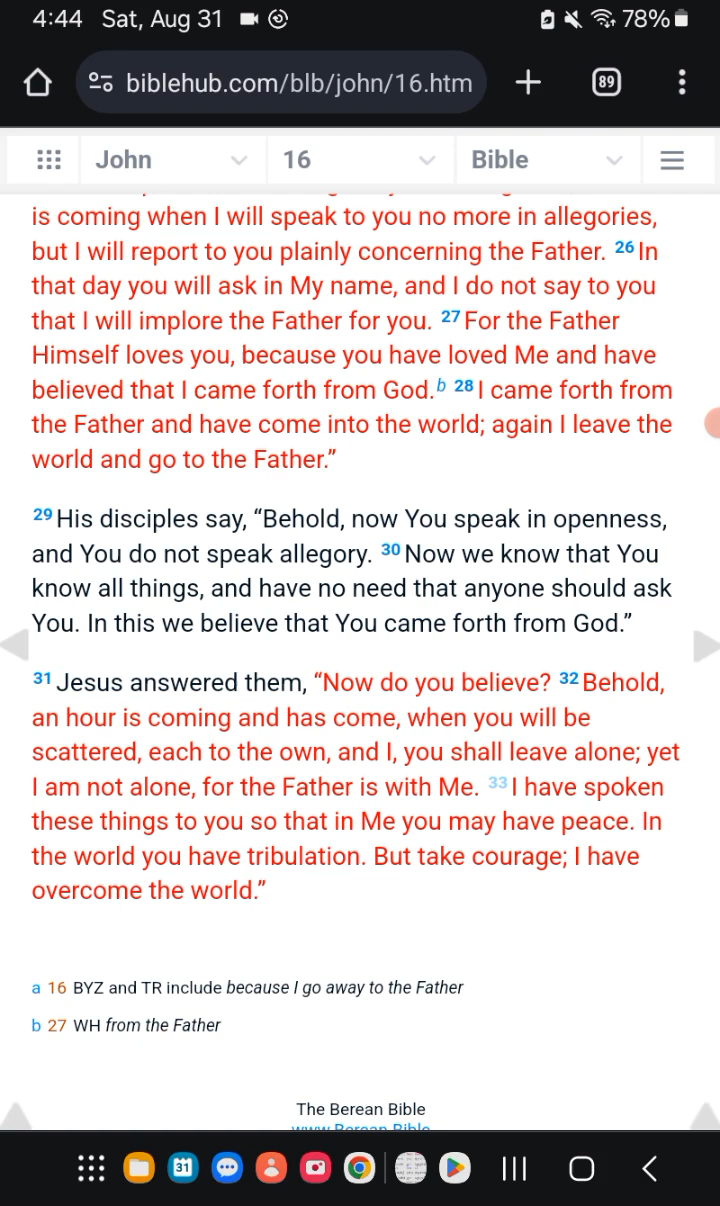 4:44 Sat, Aug 31 78%
biblehub.com/blb/john/16.htm 89
John 16 Bible
is coming when I will speak to you no more in allegories,
but I will report to you plainly concerning the Father. 26 In
that day you will ask in My name, and I do not say to you
that I will implore the Father for you. 27 For the Father
Himself loves you, because you have loved Me and have
believed that I came forth from God.b 28 I came forth from
the Father and have come into the world; again I leave the
world and go to the Father.”
29 His disciples say, “Behold, now You speak in openness,
and You do not speak allegory. 30 Now we know that You
know all things, and have no need that anyone should ask
You. In this we believe that You came forth from God.”
31 Jesus answered them, “Now do you believe? 32 Behold,
an hour is coming and has come, when you will be
scattered, each to the own, and I, you shall leave alone; yet
I am not alone, for the Father is with Me. 33 I have spoken
these things to you so that in Me you may have peace. In
the world you have tribulation. But take courage; I have
overcome the world.”
a 16 BYZ and TR include because I go away to the Father
b 27 WH from the Father
The Berean Bible
www Berean Bible
31